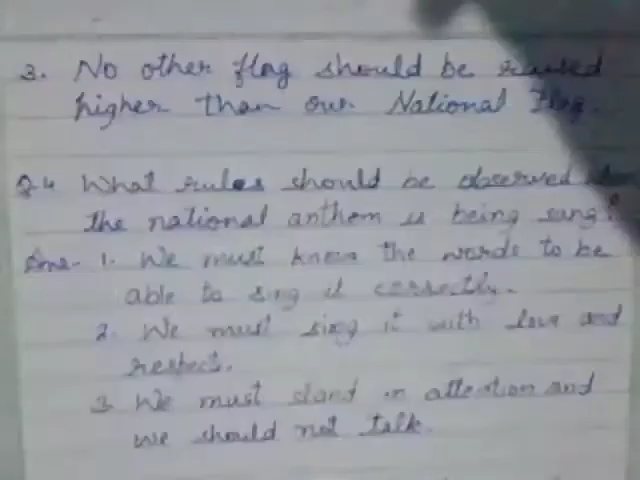 3. No other flag should be raised
higher than our National Flag.
Q.4 What rules should be observed
the national anthem is being sung?
Ans- 1. We must know the words to be
able to sing it correctly.
2. We must sing it with love and
respect.
3. We must stand in attention and
we should not talk.